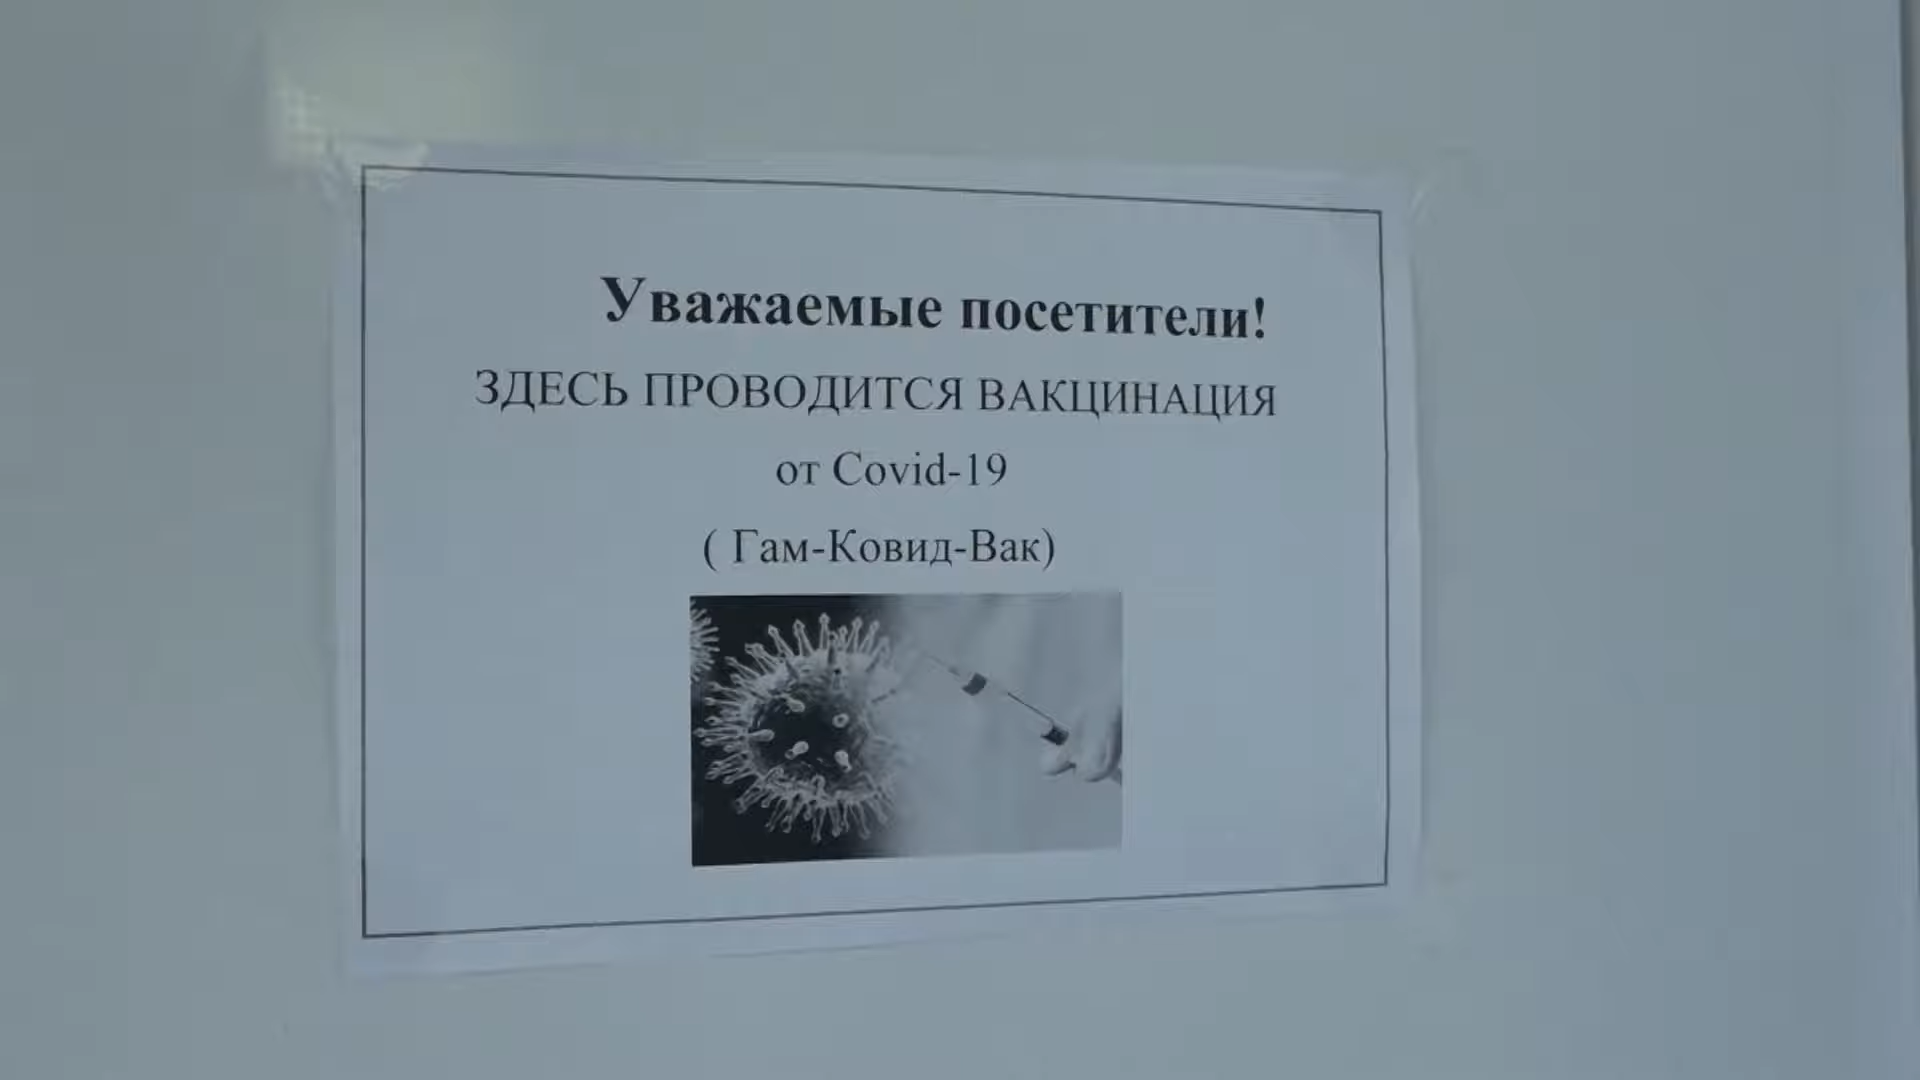 Уважаемые посетители!
ЗДЕСЬ ПРОВОДИТСЯ ВАКЦИНАЦИЯ
от Covid-19
( Гам-Ковид-Вак)